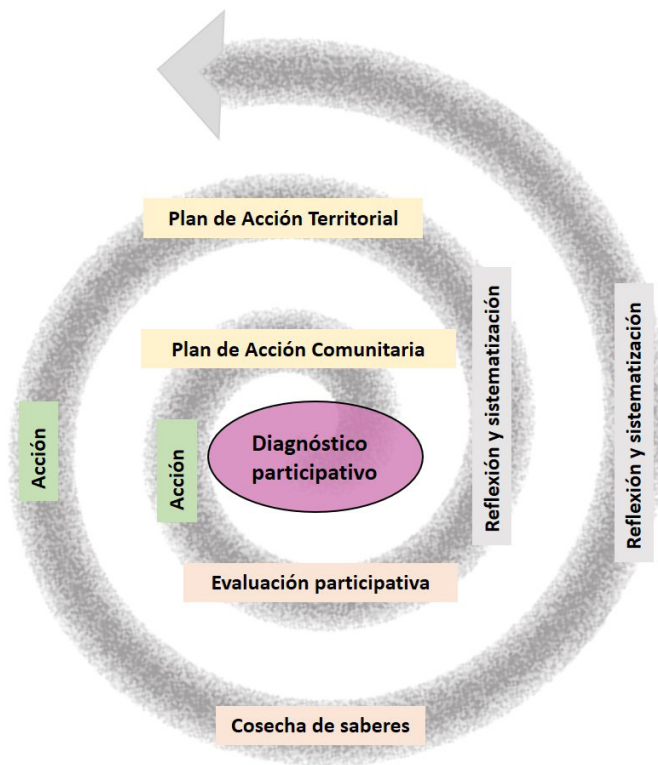 Plan de Acción Territorial
Plan de Acción Comunitaria
Reflexión y sistematización
Reflexión y sistematización
Acción
Acción
Diagnóstico
participativo
Evaluación participativa
Cosecha de saberes